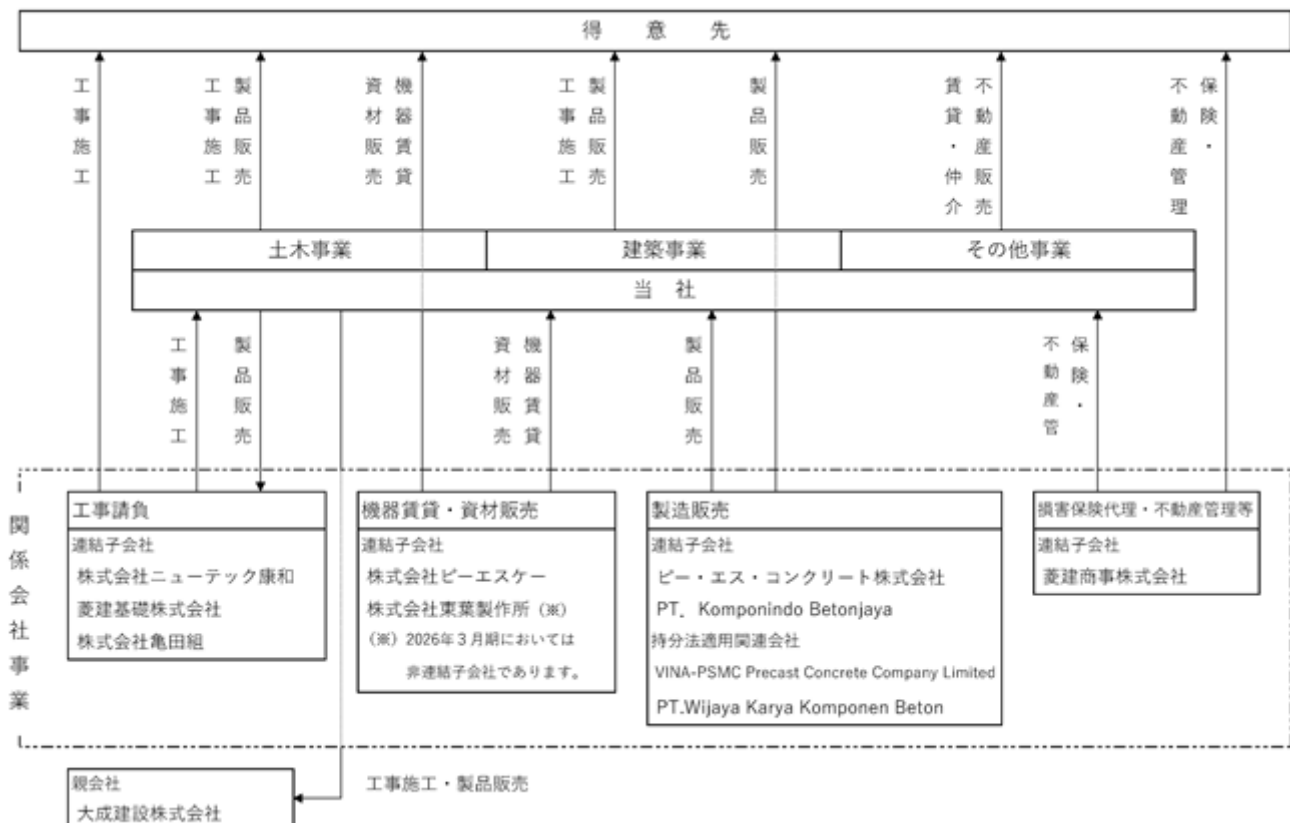 得意先
工事施工
製品販売
工事施工
機器賃貸
資材販売
製品販売
工事施工
製品販売
不動産販売
賃貸・仲介
保険・
不動産管理
土木事業
建築事業
その他事業
当社
工事施工
製品販売
機器賃貸
資材販売
製品販売
保険・
不動産管
関係会社事業
工事請負
連結子会社
株式会社ニューテック康和
菱建基礎株式会社
株式会社亀田組
機器賃貸・資材販売
連結子会社
株式会社ピーエスケー
株式会社東葉製作所(※)
(※)2026年3月期においては
非連結子会社であります。
製造販売
連結子会社
ピー・エス・コンクリート株式会社
PT. Komponindo Betonjaya
持分法適用関連会社
VINA-PSMC Precast Concrete Company Limited
PT.Wijaya Karya Komponen Beton
損害保険代理・不動産管理等
連結子会社
菱建商事株式会社
親会社
大成建設株式会社
工事施工・製品販売